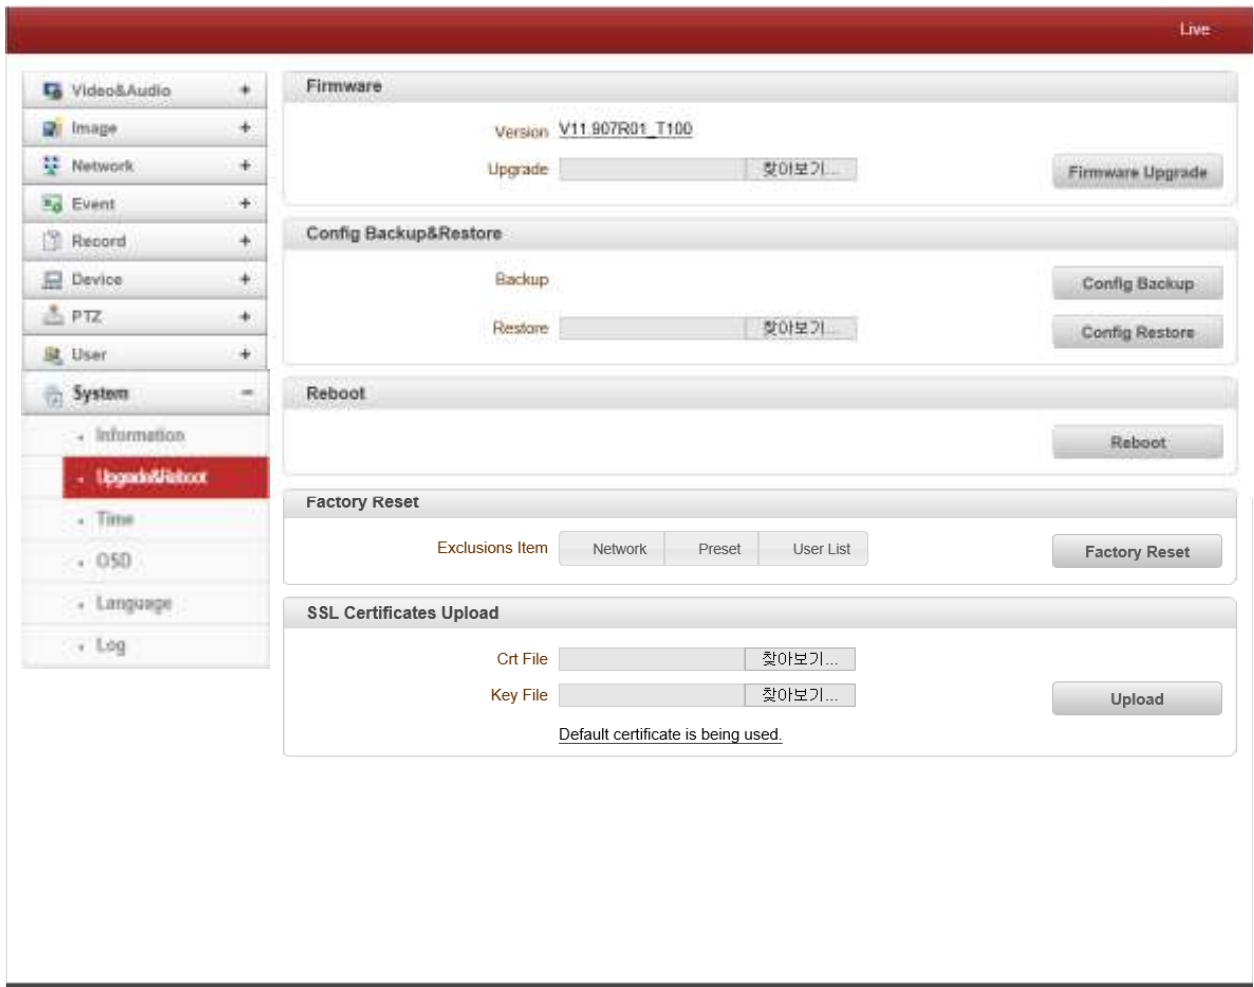 Live
Video&Audio +
Image +
Network +
Event +
Record +
Device +
PTZ +
User +
System −
Information
Upgrade&Reboot
Time
OSD
Language
Log
Firmware
Version V11.907R01_T100
Upgrade 찾아보기... Firmware Upgrade
Config Backup&Restore
Backup Config Backup
Restore 찾아보기... Config Restore
Reboot
Reboot
Factory Reset
Exclusions Item Network Preset User List Factory Reset
SSL Certificates Upload
Crt File 찾아보기...
Key File 찾아보기... Upload
Default certificate is being used.